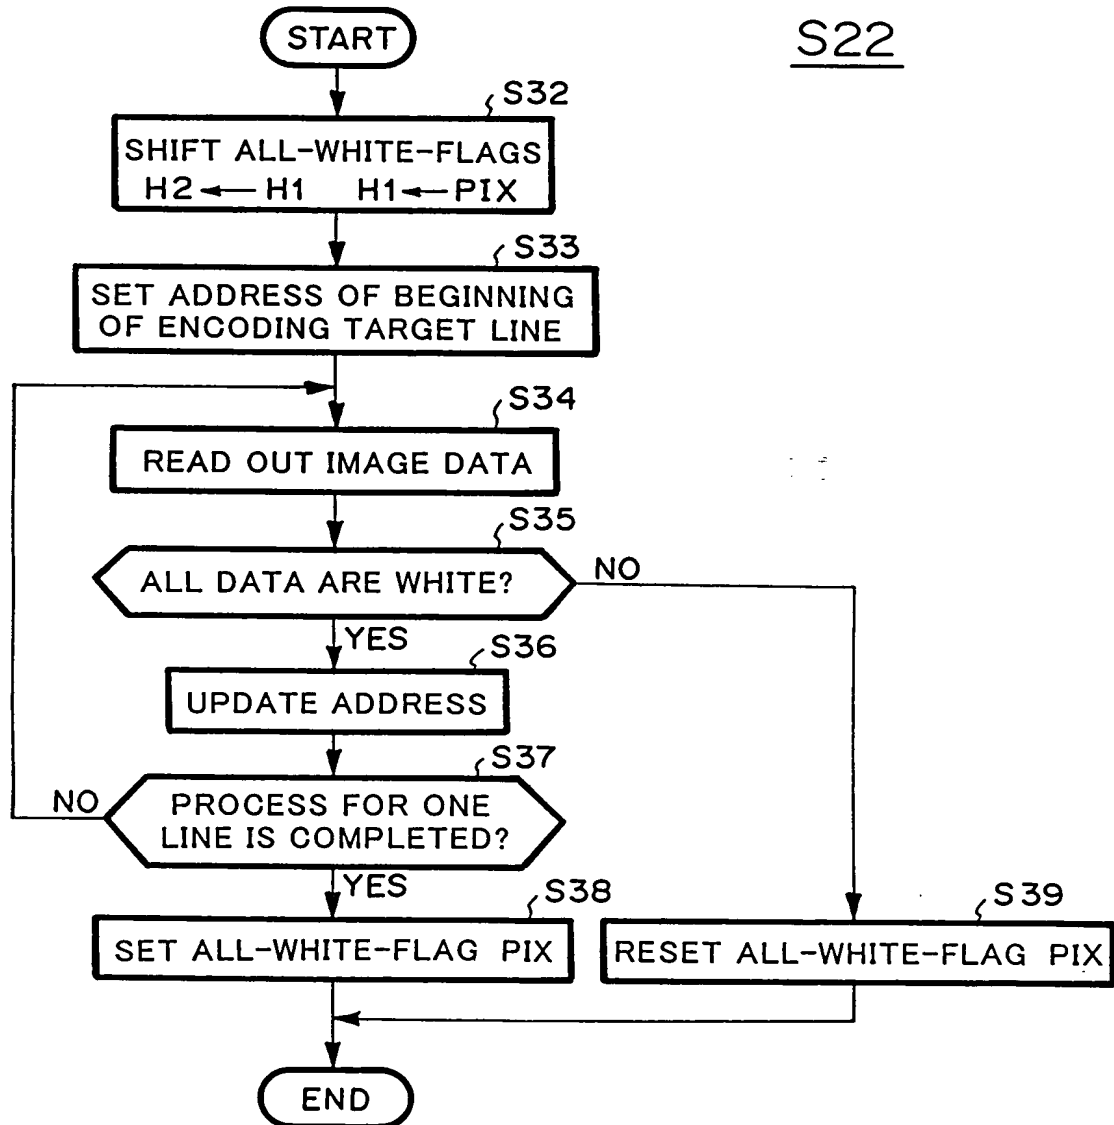 START
S22
S32
SHIFT ALL-WHITE-FLAGS
H2 ← H1 H1 ← PIX
S33
SET ADDRESS OF BEGINNING
OF ENCODING TARGET LINE
S34
READ OUT IMAGE DATA
S35
ALL DATA ARE WHITE?
NO
YES
S36
UPDATE ADDRESS
S37
PROCESS FOR ONE
LINE IS COMPLETED?
NO
YES
S38
SET ALL-WHITE-FLAG PIX
S39
RESET ALL-WHITE-FLAG PIX
END